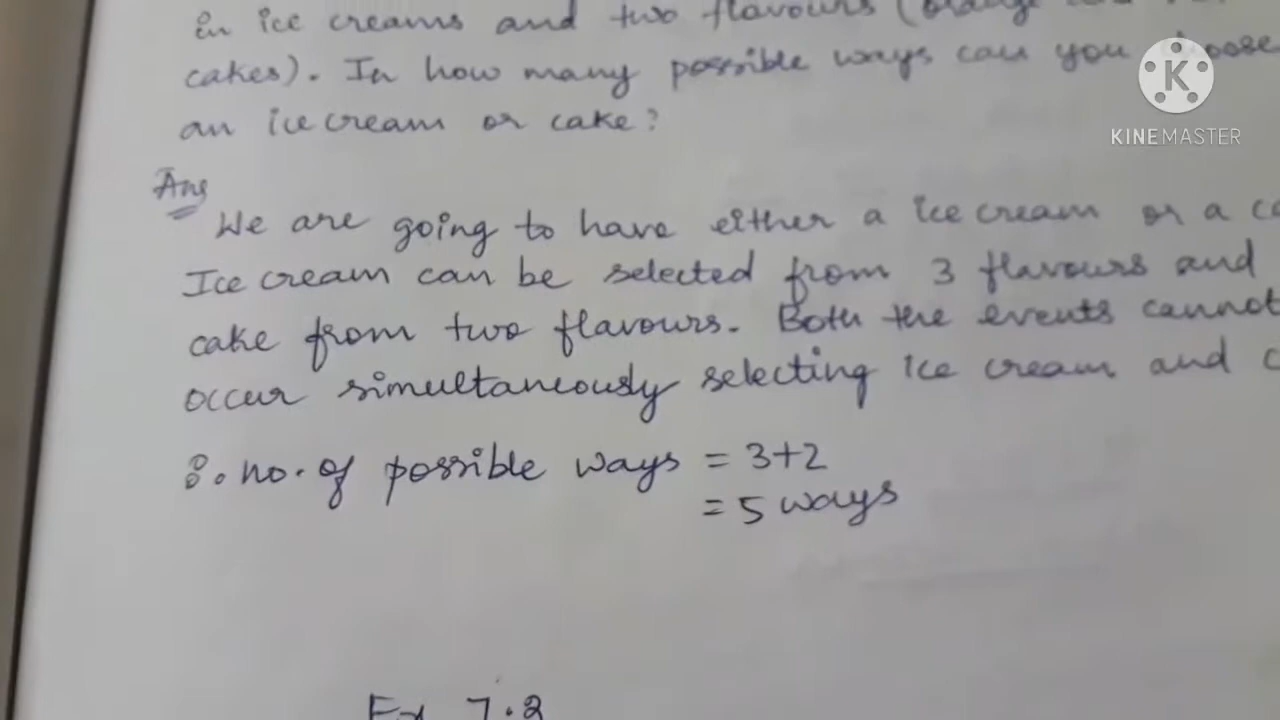 in ice creams and two flavours (orange
cakes). In how many possible ways can you choose
an ice cream or cake?
Ans
We are going to have either a ice cream or a
Ice cream can be selected from 3 flavours and
cake from two flavours. Both the events cannot
occur simultaneously selecting ice cream and
∴ no. of possible ways = 3+2
= 5 ways
Ex 7.2
K
KINEMASTER